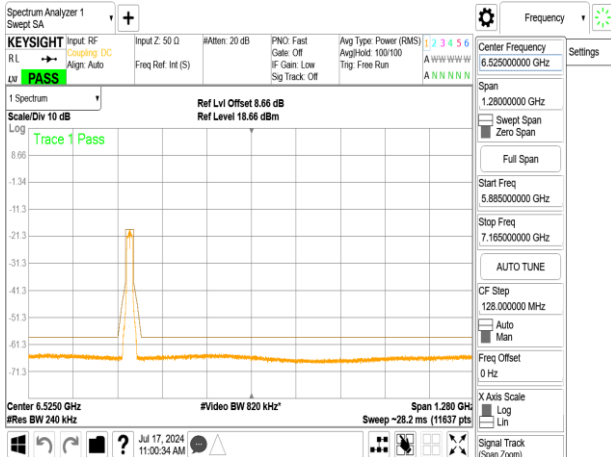 Spectrum Analyzer 1
Swept SA
+
Frequency
KEYSIGHT
RL
LXI PASS
Input: RF
Coupling: DC
Align: Auto
Input Z: 50 Ω
Freq Ref: Int (S)
#Atten: 20 dB
PNO: Fast
Gate: Off
IF Gain: Low
Sig Track: Off
Avg Type: Power (RMS)
Avg|Hold: 100/100
Trig: Free Run
1 2 3 4 5 6
A W W W W W
A N N N N N
1 Spectrum
Scale/Div 10 dB
Ref Lvl Offset 8.66 dB
Ref Level 18.66 dBm
Log
Trace 1 Pass
8.66
-1.34
-11.3
-21.3
-31.3
-41.3
-51.3
-61.3
-71.3
Center 6.5250 GHz
#Res BW 240 kHz
#Video BW 820 kHz*
Span 1.280 GHz
Sweep ~28.2 ms (11637 pts
Jul 17, 2024
11:00:34 AM
?
Center Frequency
6.525000000 GHz
Span
1.28000000 GHz
Swept Span
Zero Span
Full Span
Start Freq
5.885000000 GHz
Stop Freq
7.165000000 GHz
AUTO TUNE
CF Step
128.000000 MHz
Auto
Man
Freq Offset
0 Hz
X Axis Scale
Log
Lin
Signal Track
(Span Zoom)
Settings